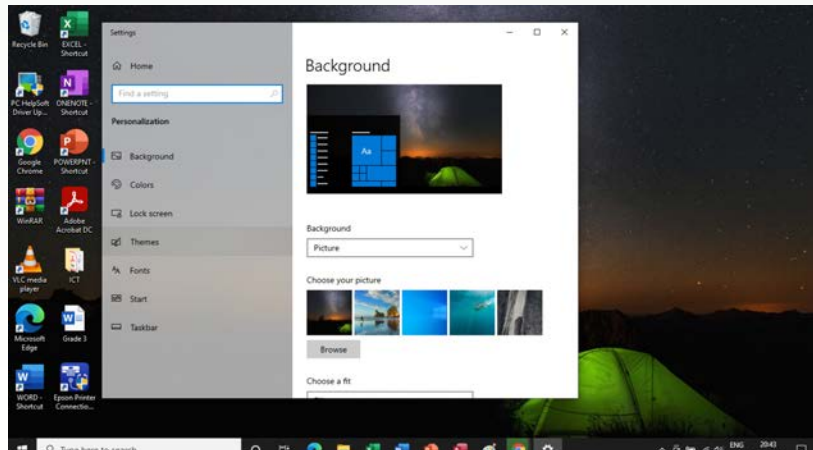 Recycle Bin
EXCEL -
Shortcut
PC HelpSoft
Driver Up...
ONENOTE -
Shortcut
Google
Chrome
POWERPNT -
Shortcut
WinRAR
Adobe
Acrobat DC
VLC media
player
ICT
Microsoft
Edge
Grade 3
WORD -
Shortcut
Epson Printer
Connectio...
Settings
Home
Find a setting
Personalization
Background
Colors
Lock screen
Themes
Fonts
Start
Taskbar
Background
Aa
Background
Picture
Choose your picture
Browse
Choose a fit
Type here to search
ENG
20:43